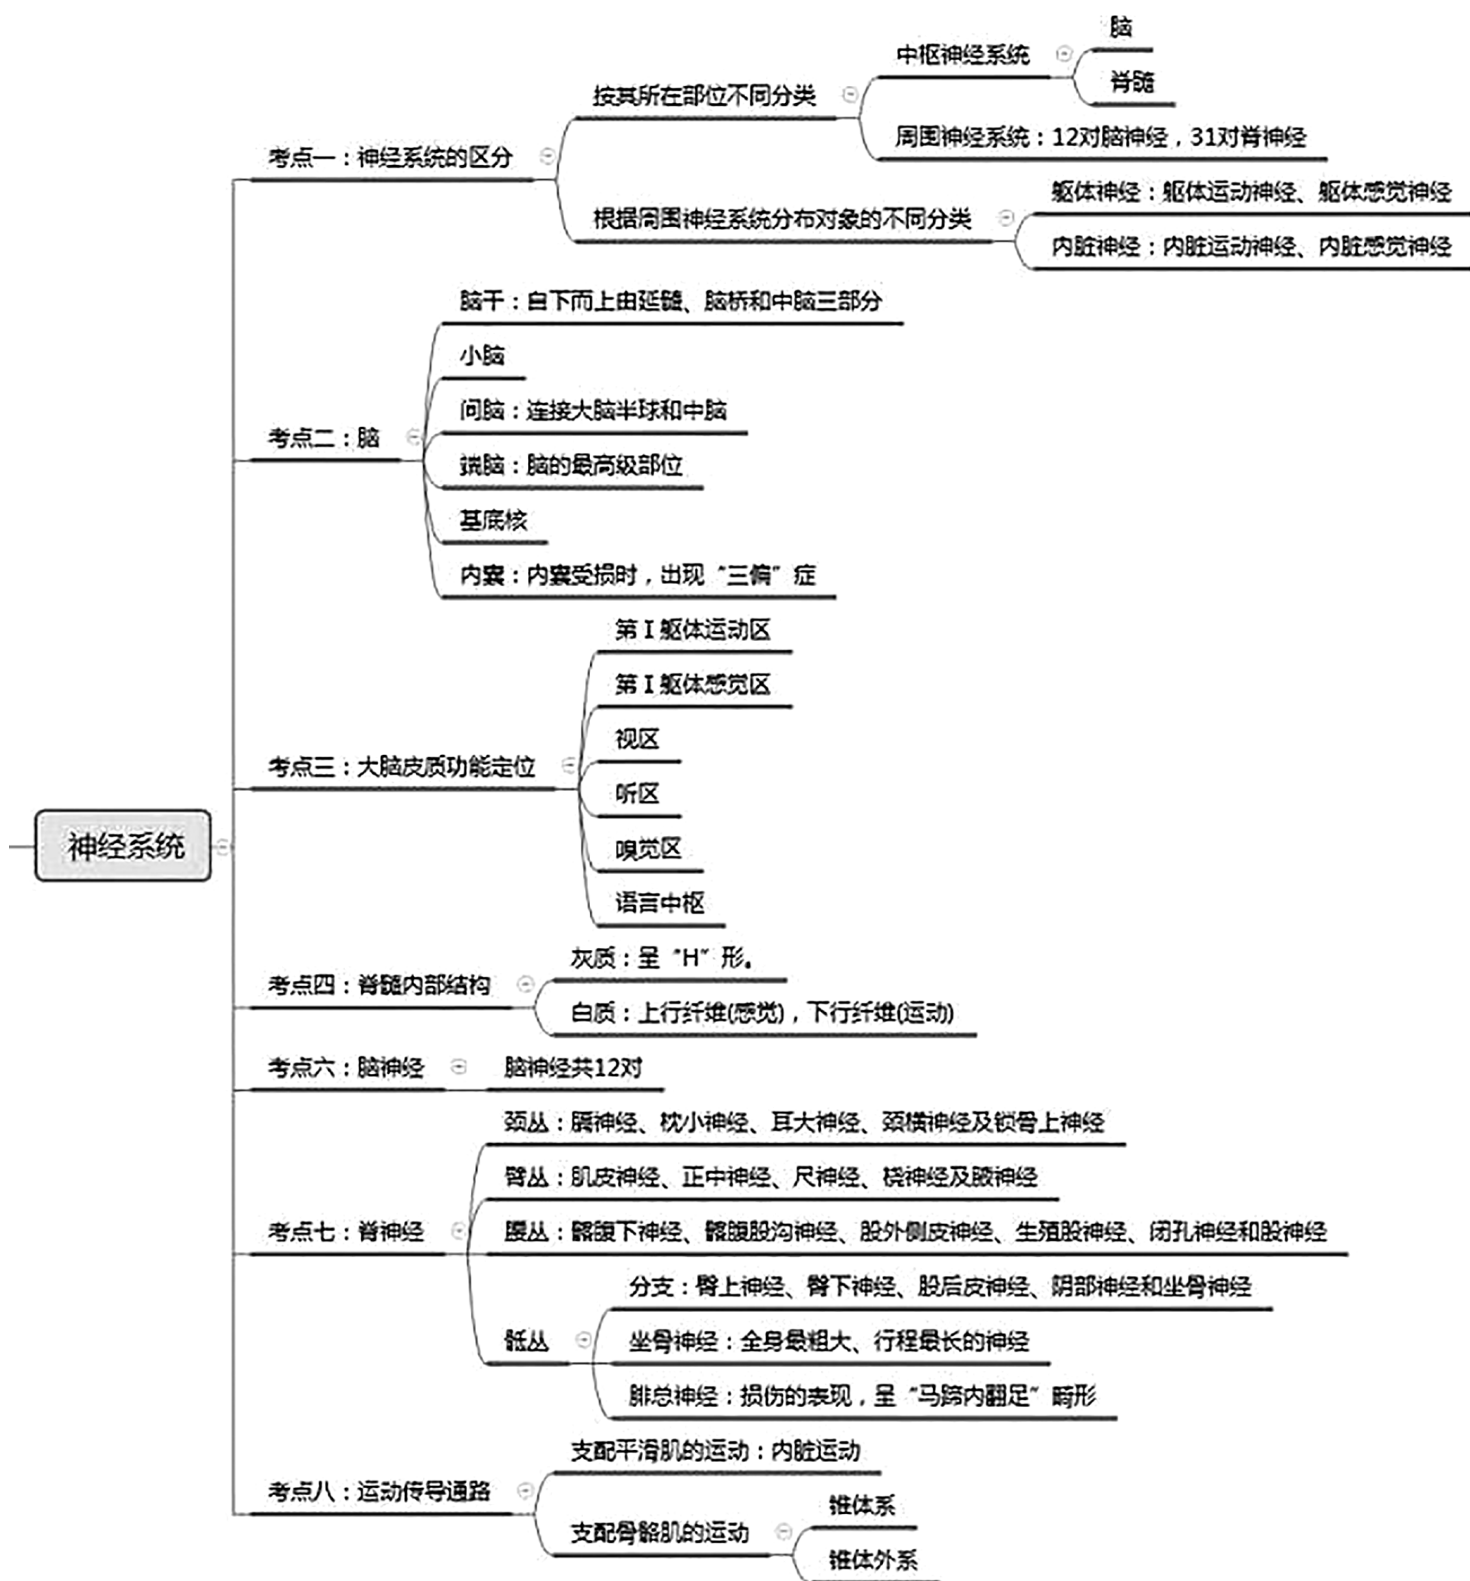 脑
中枢神经系统
脊髓
按其所在部位不同分类
周围神经系统：12对脑神经，31对脊神经
考点一：神经系统的区分
躯体神经：躯体运动神经、躯体感觉神经
根据周围神经系统分布对象的不同分类
内脏神经：内脏运动神经、内脏感觉神经
脑干：自下而上由延髓、脑桥和中脑三部分
小脑
间脑：连接大脑半球和中脑
考点二：脑
端脑：脑的最高级部位
基底核
内囊：内囊受损时，出现“三偏”症
第Ⅰ躯体运动区
第Ⅰ躯体感觉区
视区
考点三：大脑皮质功能定位
听区
嗅觉区
语言中枢
神经系统
灰质：呈“H”形。
考点四：脊髓内部结构
白质：上行纤维(感觉)，下行纤维(运动)
考点六：脑神经
脑神经共12对
颈丛：膈神经、枕小神经、耳大神经、颈横神经及锁骨上神经
臂丛：肌皮神经、正中神经、尺神经、桡神经及腋神经
考点七：脊神经
腰丛：髂腹下神经、髂腹股沟神经、股外侧皮神经、生殖股神经、闭孔神经和股神经
分支：臀上神经、臀下神经、股后皮神经、阴部神经和坐骨神经
骶丛
坐骨神经：全身最粗大、行程最长的神经
腓总神经：损伤的表现，呈“马蹄内翻足”畸形
支配平滑肌的运动：内脏运动
考点八：运动传导通路
锥体系
支配骨骼肌的运动
锥体外系